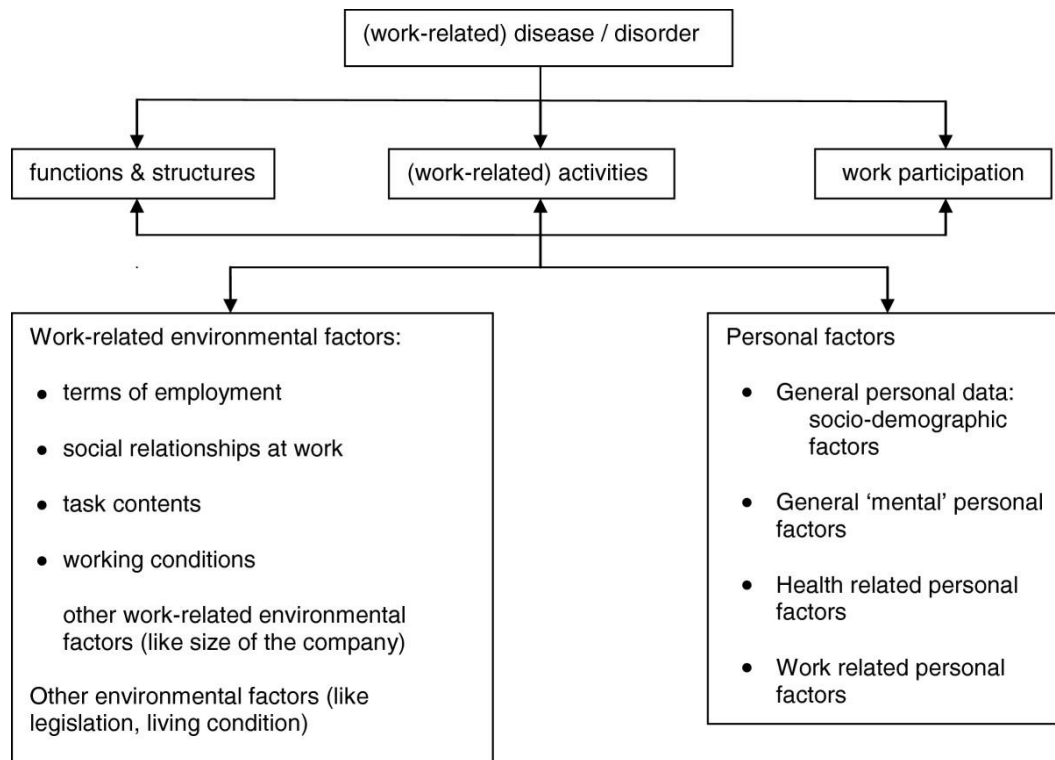 (work-related) disease / disorder
functions & structures
(work-related) activities
work participation
Work-related environmental factors:
● terms of employment
● social relationships at work
● task contents
● working conditions
other work-related environmental
factors (like size of the company)
Other environmental factors (like
legislation, living condition)
Personal factors
● General personal data:
socio-demographic
factors
● General ‘mental’ personal
factors
● Health related personal
factors
● Work related personal
factors